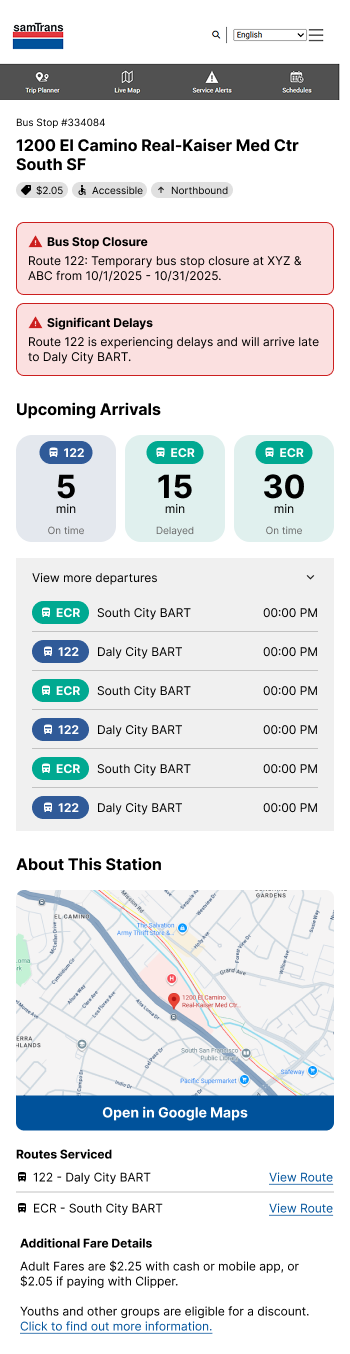 samTrans
English
Trip Planner
Live Map
Service Alerts
Schedules
Bus Stop #334084
1200 El Camino Real-Kaiser Med Ctr
South SF
$2.05
Accessible
Northbound
Bus Stop Closure
Route 122: Temporary bus stop closure at XYZ &
ABC from 10/1/2025 - 10/31/2025.
Significant Delays
Route 122 is experiencing delays and will arrive late
to Daly City BART.
Upcoming Arrivals
122
5
min
On time
ECR
15
min
Delayed
ECR
30
min
On time
View more departures
ECR South City BART 00:00 PM
122 Daly City BART 00:00 PM
ECR South City BART 00:00 PM
122 Daly City BART 00:00 PM
ECR South City BART 00:00 PM
122 Daly City BART 00:00 PM
About This Station
GARDENS
Mission Rd
EL CAMINO
The Salvation
Army Thrift Store &...
Holly Ave
Grand Ave
H
1200 El Camino
Real-Kaiser Med Ctr...
Alta Loma Dr
ERRA
HLANDS
South San Francisco
Public Library
Safeway
Pacific Supermarket
Open in Google Maps
Routes Serviced
122 - Daly City BART View Route
ECR - South City BART View Route
Additional Fare Details
Adult Fares are $2.25 with cash or mobile app, or
$2.05 if paying with Clipper.
Youths and other groups are eligible for a discount.
Click to find out more information.